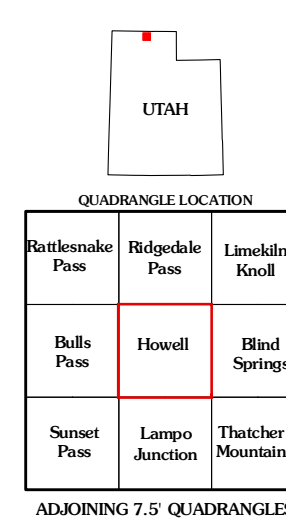 UTAH
QUADRANGLE LOCATION
Rattlesnake
Pass
Ridgedale
Pass
Limekiln
Knoll
Bulls
Pass
Howell
Blind
Springs
Sunset
Pass
Lampo
Junction
Thatcher
Mountain
ADJOINING 7.5' QUADRANGLES